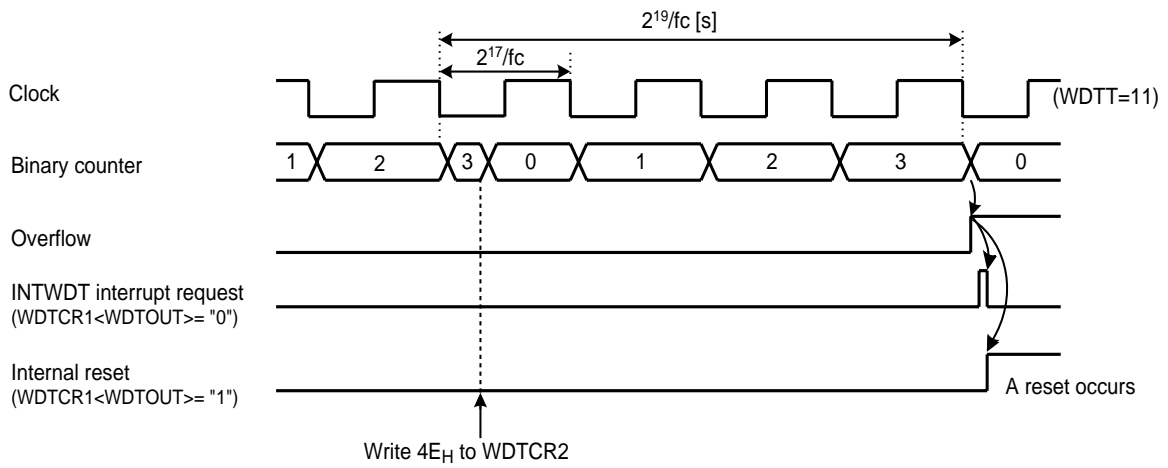 2¹⁹/fc [s]
2¹⁷/fc
Clock
(WDTT=11)
Binary counter
1 2 3 0 1 2 3 0
Overflow
INTWDT interrupt request
(WDTCR1<WDTOUT>= "0")
Internal reset
(WDTCR1<WDTOUT>= "1")
A reset occurs
Write 4E_H to WDTCR2